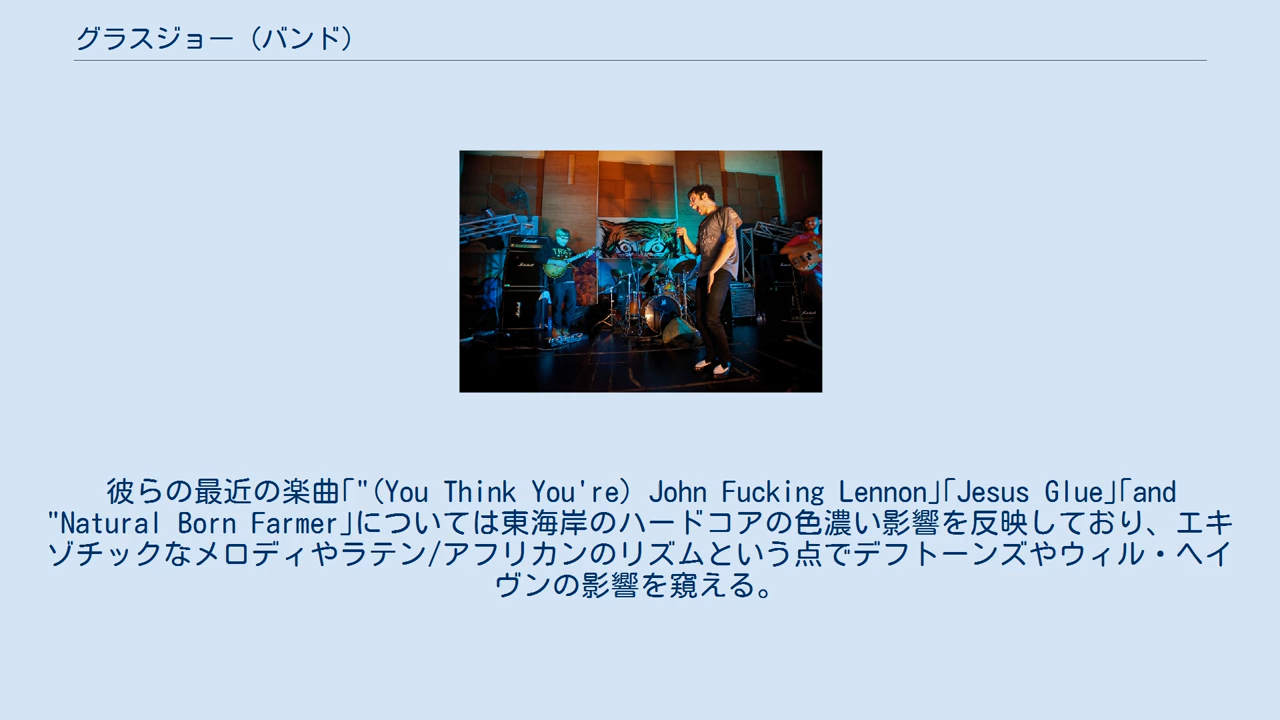 グラスジョー（バンド）
彼らの最近の楽曲｢"(You Think You're) John Fucking Lennon｣｢Jesus Glue｣｢and
"Natural Born Farmer｣については東海岸のハードコアの色濃い影響を反映しており、エキ
ゾチックなメロディやラテン/アフリカンのリズムという点でデフトーンズやウィル・ヘイ
ヴンの影響を窺える。